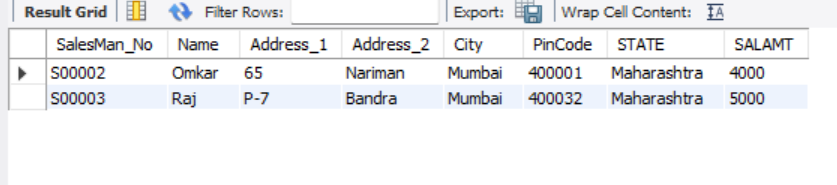 Result Grid Filter Rows: Export: Wrap Cell Content: IA
SalesMan_No Name Address_1 Address_2 City PinCode STATE SALAMT
S00002 Omkar 65 Nariman Mumbai 400001 Maharashtra 4000
S00003 Raj P-7 Bandra Mumbai 400032 Maharashtra 5000